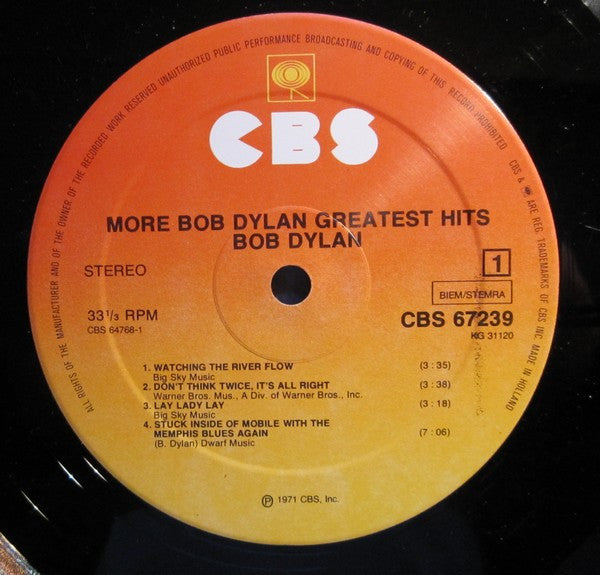 ALL RIGHTS OF THE MANUFACTURER AND OF THE OWNER OF THE RECORDED WORK RESERVED UNAUTHORIZED PUBLIC PERFORMANCE BROADCASTING AND COPYING OF THIS RECORD PROHIBITED
CBS & ARE REG. TRADEMARKS OF CBS INC. MADE IN HOLLAND
CBS
MORE BOB DYLAN GREATEST HITS
BOB DYLAN
STEREO
1
BIEM/STEMRA
33 1/3 RPM
CBS 64768-1
CBS 67239
KG 31120
1. WATCHING THE RIVER FLOW (3 : 35)
Big Sky Music
2. DON'T THINK TWICE, IT'S ALL RIGHT (3 : 38)
Warner Bros. Mus., A Div. of Warner Bros., Inc.
3. LAY LADY LAY (3 : 18)
Big Sky Music
4. STUCK INSIDE OF MOBILE WITH THE
MEMPHIS BLUES AGAIN (7 : 06)
(B. Dylan) Dwarf Music
℗ 1971 CBS, Inc.